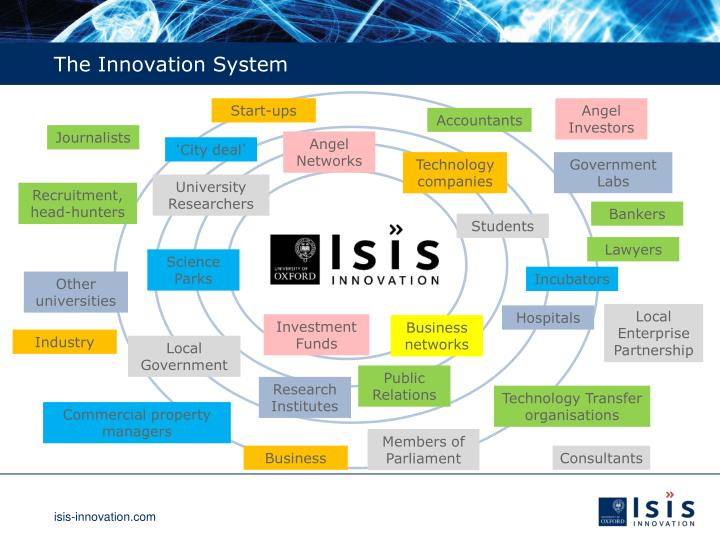 The Innovation System
Start-ups
Accountants
Angel
Investors
Journalists
'City deal'
Angel
Networks
Technology
companies
Government
Labs
Recruitment,
head-hunters
University
Researchers
Students
Bankers
Lawyers
Science
Parks
UNIVERSITY OF
OXFORD
Isis
INNOVATION
Incubators
Other
universities
Hospitals
Local
Enterprise
Partnership
Industry
Investment
Funds
Business
networks
Local
Government
Research
Institutes
Public
Relations
Technology Transfer
organisations
Commercial property
managers
Members of
Parliament
Business
Consultants
isis-innovation.com
UNIVERSITY OF
OXFORD
Isis
INNOVATION